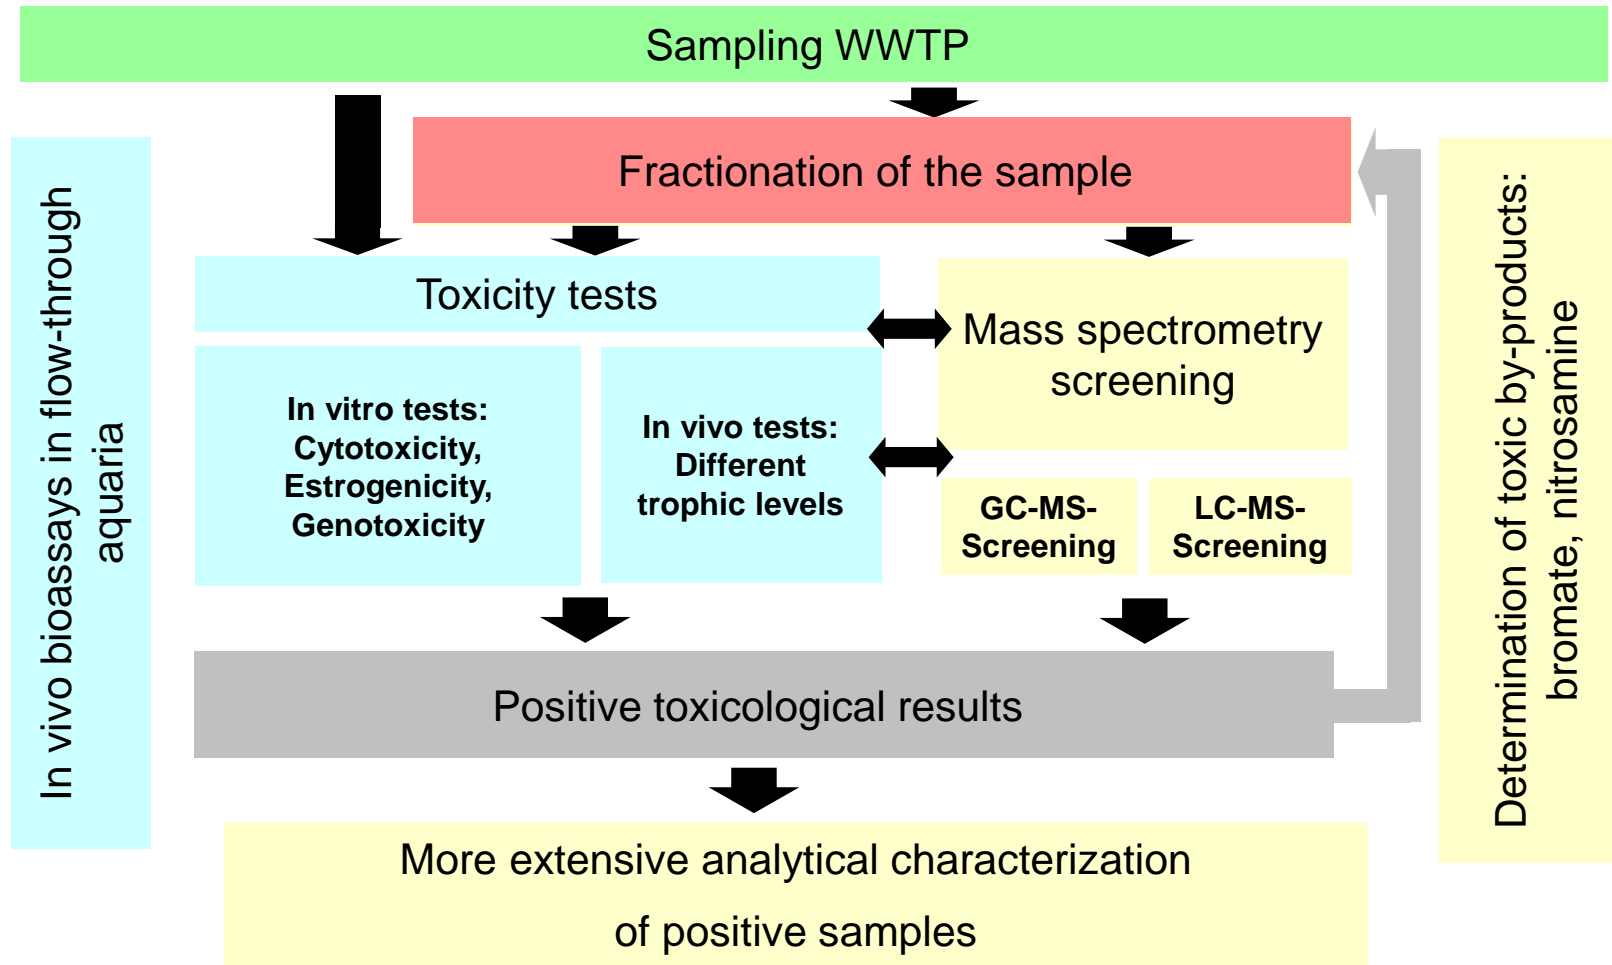 Sampling WWTP
Fractionation of the sample
In vivo bioassays in flow-through
aquaria
Toxicity tests
Mass spectrometry
screening
In vitro tests:
Cytotoxicity,
Estrogenicity,
Genotoxicity
In vivo tests:
Different
trophic levels
GC-MS-
Screening
LC-MS-
Screening
Determination of toxic by-products:
bromate, nitrosamine
Positive toxicological results
More extensive analytical characterization
of positive samples